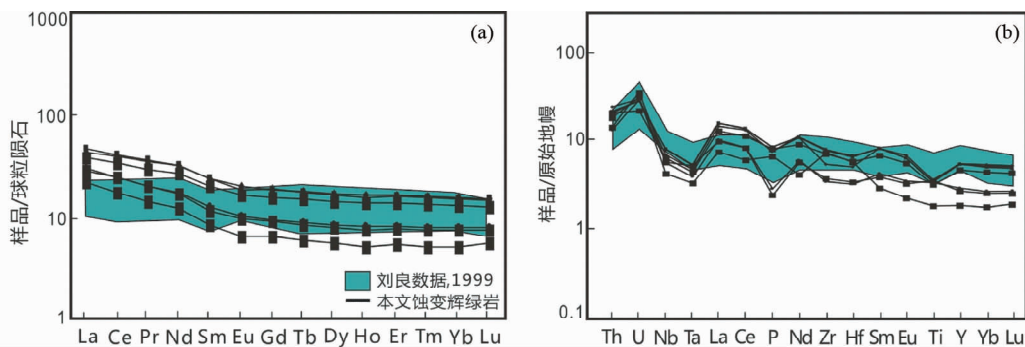 (a)
样品/球粒陨石
1000
100
10
1
La Ce Pr Nd Sm Eu Gd Tb Dy Ho Er Tm Yb Lu
刘良数据,1999
本文蚀变辉绿岩
(b)
样品/原始地幔
100
10
1
0.1
Th U Nb Ta La Ce P Nd Zr Hf Sm Eu Ti Y Yb Lu